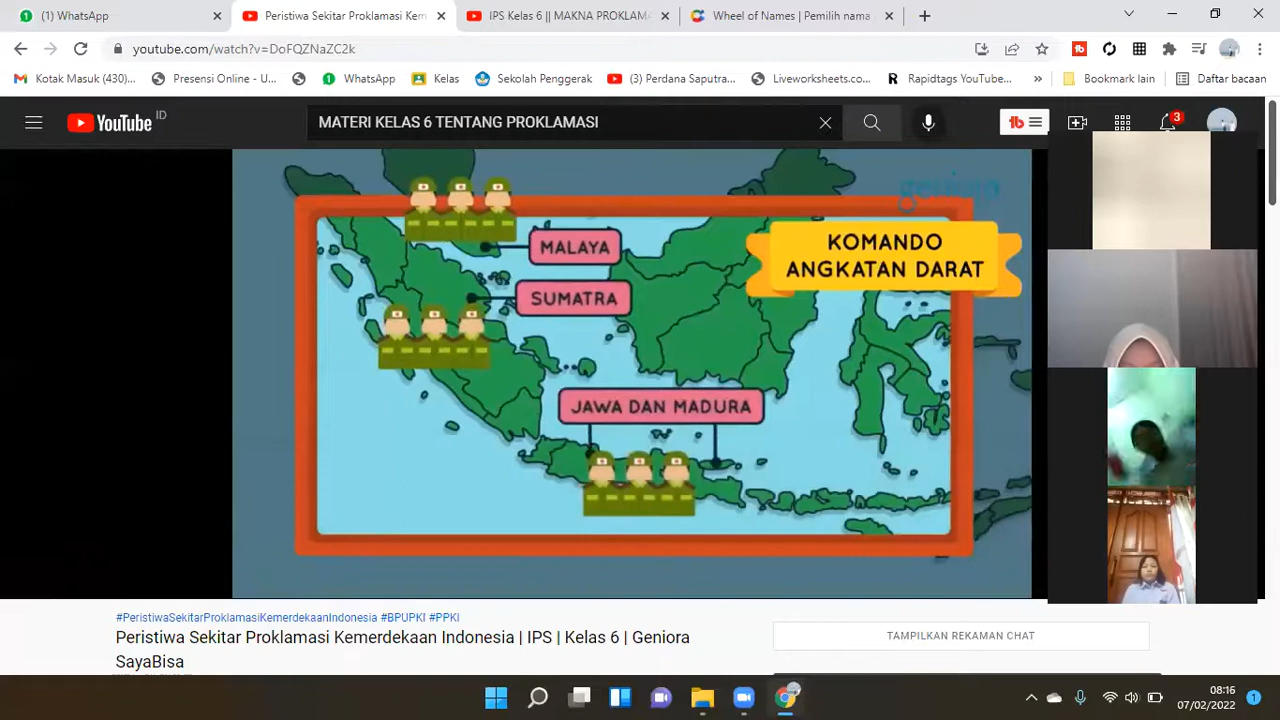 (1) WhatsApp
Peristiwa Sekitar Proklamasi Kem
IPS Kelas 6 || MAKNA PROKLAM
Wheel of Names | Pemilih nama
youtube.com/watch?v=DoFQZNaZC2k
Kotak Masuk (430)...
Presensi Online - U...
WhatsApp
Kelas
Sekolah Penggerak
(3) Perdana Saputra...
Liveworksheets.co...
Rapidtags YouTube...
»
Bookmark lain
Daftar bacaan
YouTube ID
MATERI KELAS 6 TENTANG PROKLAMASI
3
geniora
KOMANDO
ANGKATAN DARAT
MALAYA
SUMATRA
JAWA DAN MADURA
#PeristiwaSekitarProklamasiKemerdekaanIndonesia #BPUPKI #PPKI
Peristiwa Sekitar Proklamasi Kemerdekaan Indonesia | IPS | Kelas 6 | Geniora
SayaBisa
TAMPILKAN REKAMAN CHAT
08:16
07/02/2022
1